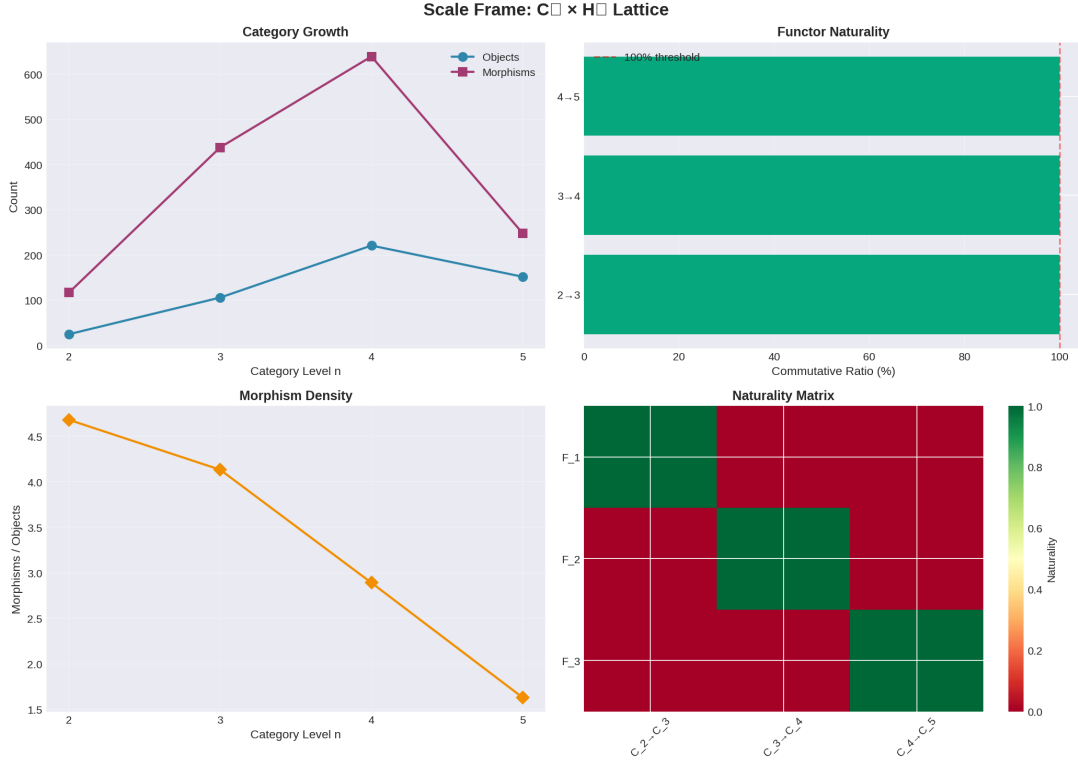 Scale Frame: C□ × H□ Lattice
Category Growth
Objects
Morphisms
600
500
400
300
200
100
0
Count
2
3
4
5
Category Level n
Functor Naturality
100% threshold
4→5
3→4
2→3
0
20
40
60
80
100
Commutative Ratio (%)
Morphism Density
4.5
4.0
3.5
3.0
2.5
2.0
1.5
Morphisms / Objects
2
3
4
5
Category Level n
Naturality Matrix
F_1
F_2
F_3
C_2→C_3
C_3→C_4
C_4→C_5
1.0
0.8
0.6
0.4
0.2
0.0
Naturality